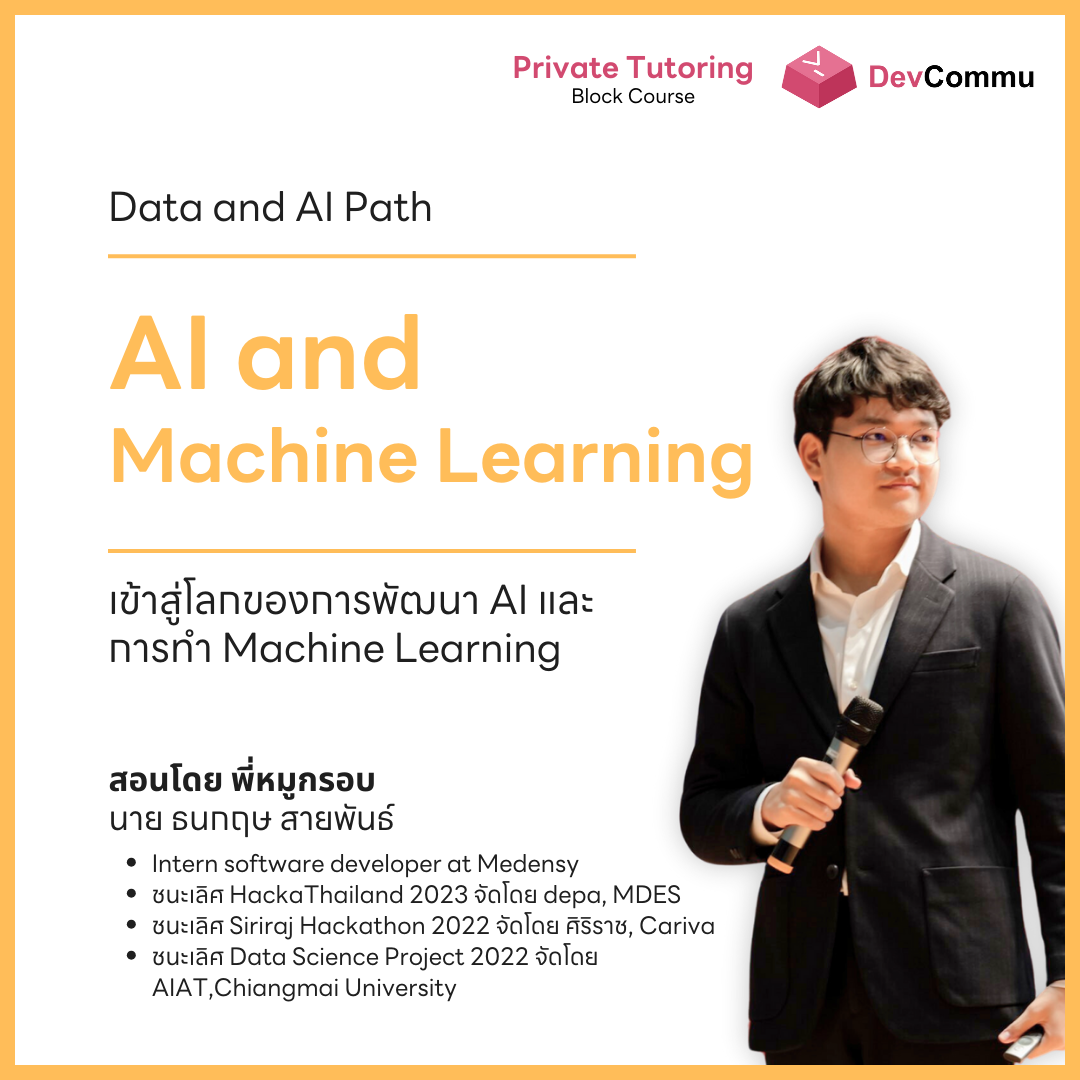 Private Tutoring
Block Course
DevCommu
Data and AI Path
AI and
Machine Learning
เข้าสู่โลกของการพัฒนา AI และ
การทำ Machine Learning
สอนโดย พี่หมูกรอบ
นาย ธนกฤษ สายพันธ์
• Intern software developer at Medensy
• ชนะเลิศ HackaThailand 2023 จัดโดย depa, MDES
• ชนะเลิศ Siriraj Hackathon 2022 จัดโดย ศิริราช, Cariva
• ชนะเลิศ Data Science Project 2022 จัดโดย
AIAT,Chiangmai University